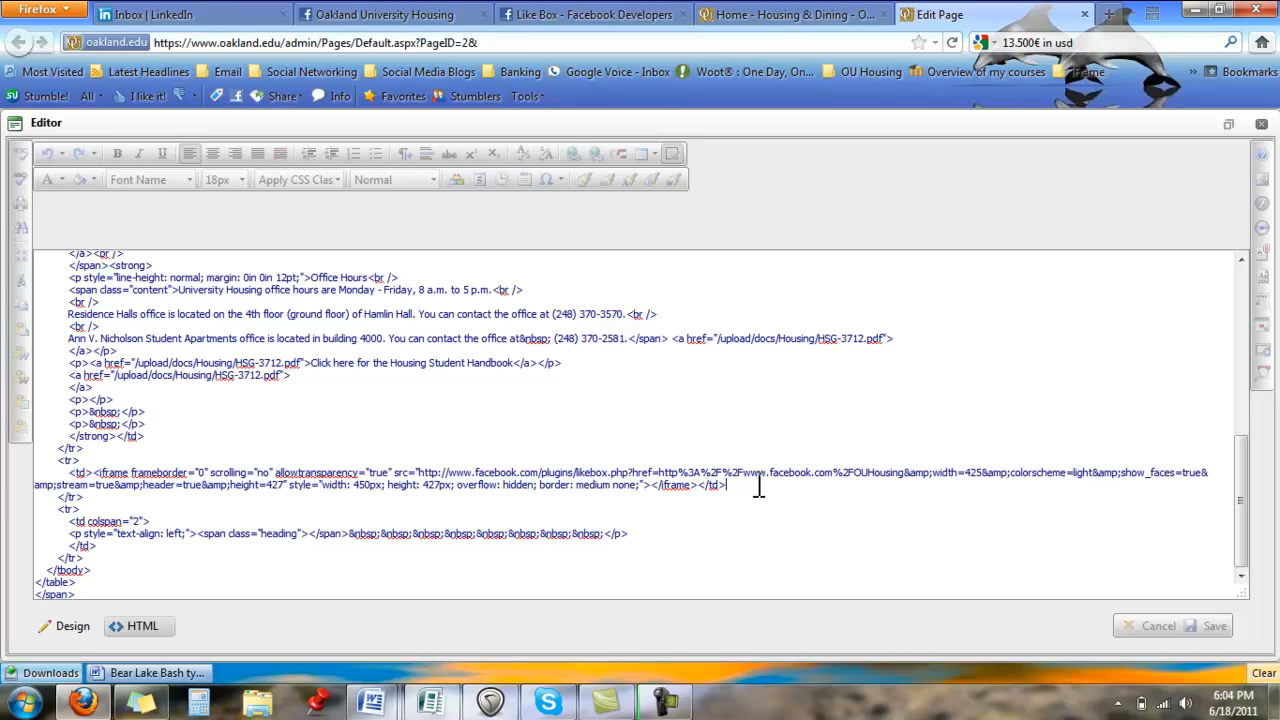 Firefox
Inbox | LinkedIn
Oakland University Housing
Like Box - Facebook Developers
Home - Housing & Dining - O...
Edit Page
oakland.edu
https://www.oakland.edu/admin/Pages/Default.aspx?PageID=2&
13.500€ in usd
Most Visited
Latest Headlines
Email
Social Networking
Social Media Blogs
Banking
Google Voice - Inbox
Woot® : One Day, On...
OU Housing
Overview of my courses
iframe
»
Bookmarks
Stumble!
All
I like it!
Share
Info
Favorites
Stumblers
Tools
Editor
B I U
Font Name
18px
Apply CSS Clas
Normal
</a><br />
</span><strong>
<p style="line-height: normal; margin: 0in 0in 12pt;">Office Hours<br />
<span class="content">University Housing office hours are Monday - Friday, 8 a.m. to 5 p.m.<br />
<br />
Residence Halls office is located on the 4th floor (ground floor) of Hamlin Hall. You can contact the office at (248) 370-3570.<br />
<br />
Ann V. Nicholson Student Apartments office is located in building 4000. You can contact the office at&nbsp; (248) 370-2581.</span> <a href="/upload/docs/Housing/HSG-3712.pdf">
</a></p>
<p><a href="/upload/docs/Housing/HSG-3712.pdf">Click here for the Housing Student Handbook</a></p>
<a href="/upload/docs/Housing/HSG-3712.pdf">
</a>
<p></p>
<p>&nbsp;</p>
<p>&nbsp;</p>
</strong></td>
</tr>
<tr>
<td><iframe frameborder="0" scrolling="no" allowtransparency="true" src="http://www.facebook.com/plugins/likebox.php?href=http%3A%2F%2Fwww.facebook.com%2FOUHousing&amp;width=425&amp;colorscheme=light&amp;show_faces=true&
amp;stream=true&amp;header=true&amp;height=427" style="width: 450px; height: 427px; overflow: hidden; border: medium none;"></iframe></td>
</tr>
<tr>
<td colspan="2">
<p style="text-align: left;"><span class="heading"></span>&nbsp;&nbsp;&nbsp;&nbsp;&nbsp;&nbsp;&nbsp;&nbsp;</p>
</td>
</tr>
</tbody>
</table>
</span>
Design
HTML
Cancel
Save
Downloads
Bear Lake Bash ty...
Clear
6:04 PM
6/18/2011